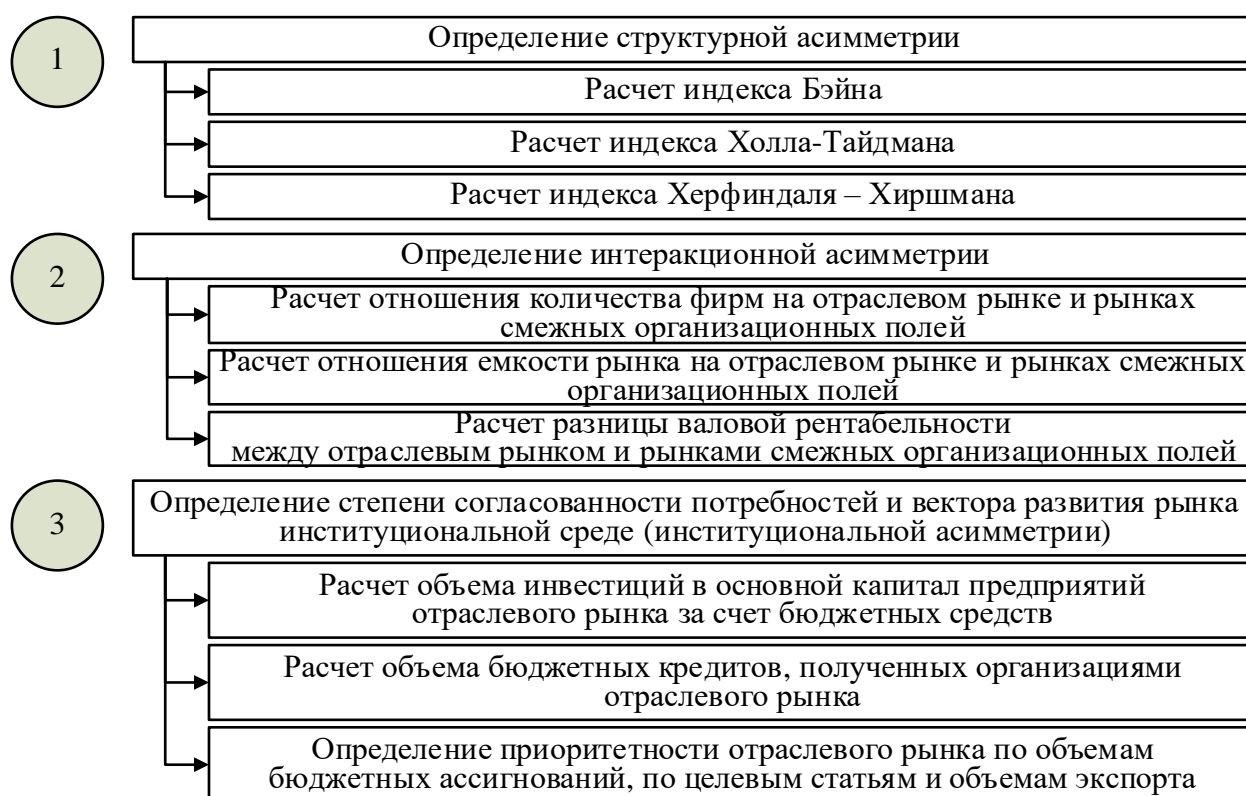 1
Определение структурной асимметрии
Расчет индекса Бэйна
Расчет индекса Холла-Тайдмана
Расчет индекса Херфиндаля – Хиршмана
2
Определение интеракционной асимметрии
Расчет отношения количества фирм на отраслевом рынке и рынках
смежных организационных полей
Расчет отношения емкости рынка на отраслевом рынке и рынках смежных
организационных полей
Расчет разницы валовой рентабельности
между отраслевым рынком и рынками смежных организационных полей
3
Определение степени согласованности потребностей и вектора развития рынка
институциональной среде (институциональной асимметрии)
Расчет объема инвестиций в основной капитал предприятий
отраслевого рынка за счет бюджетных средств
Расчет объема бюджетных кредитов, полученных организациями
отраслевого рынка
Определение приоритетности отраслевого рынка по объемам
бюджетных ассигнований, по целевым статьям и объемам экспорта